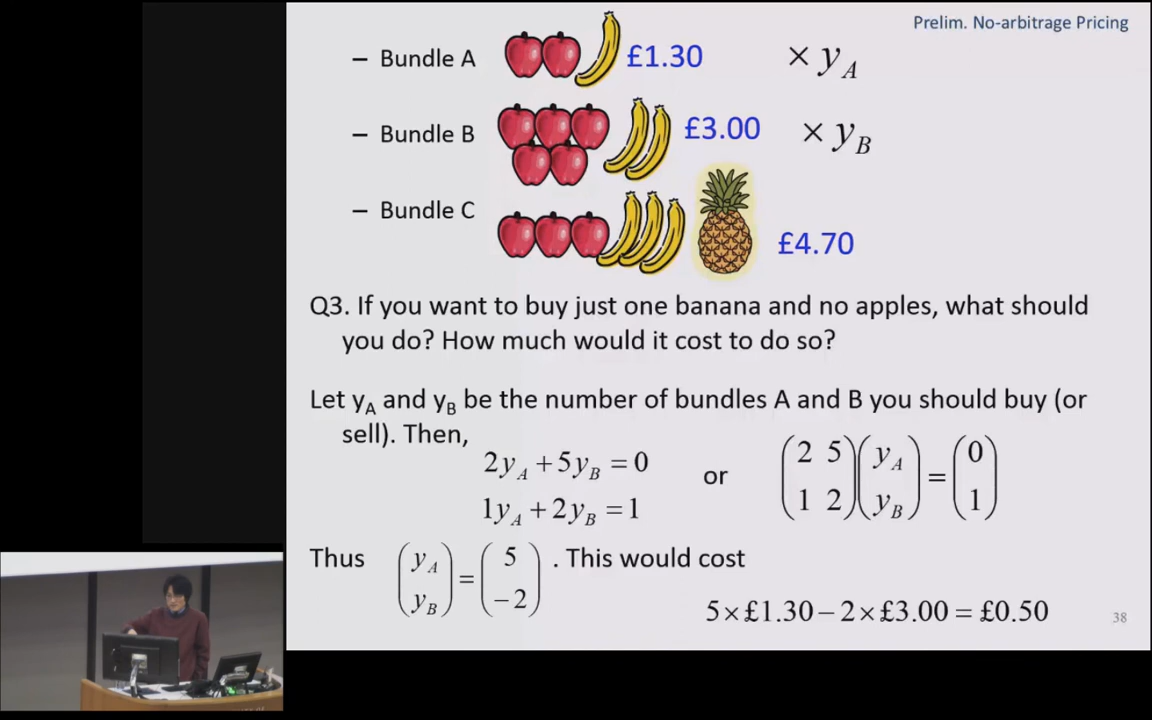 Prelim. No-arbitrage Pricing
– Bundle A £1.30 × y_A
– Bundle B £3.00 × y_B
– Bundle C £4.70
Q3. If you want to buy just one banana and no apples, what should
you do? How much would it cost to do so?
Let y_A and y_B be the number of bundles A and B you should buy (or
sell). Then,
2y_A + 5y_B = 0
1y_A + 2y_B = 1
or
(2 5) (y_A) = (0)
(1 2) (y_B) (1)
Thus (y_A) = (5) . This would cost
(y_B) (−2)
5×£1.30 − 2×£3.00 = £0.50
38